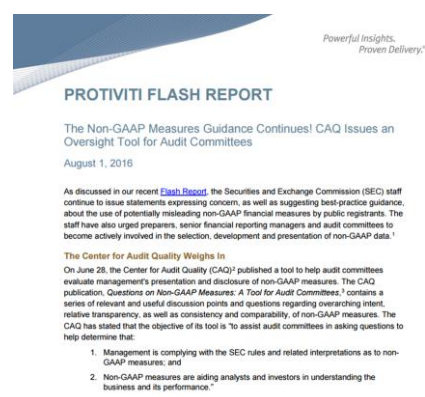 Powerful Insights.
Proven Delivery.®
PROTIVITI FLASH REPORT
The Non-GAAP Measures Guidance Continues! CAQ Issues an
Oversight Tool for Audit Committees
August 1, 2016
As discussed in our recent Flash Report, the Securities and Exchange Commission (SEC) staff
continue to issue statements expressing concern, as well as suggesting best-practice guidance,
about the use of potentially misleading non-GAAP financial measures by public registrants. The
staff have also urged preparers, senior financial reporting managers and audit committees to
become actively involved in the selection, development and presentation of non-GAAP data.¹
The Center for Audit Quality Weighs In
On June 28, the Center for Audit Quality (CAQ)² published a tool to help audit committees
evaluate management's presentation and disclosure of non-GAAP measures. The CAQ
publication, Questions on Non-GAAP Measures: A Tool for Audit Committees,³ contains a
series of relevant and useful discussion points and questions regarding overarching intent,
relative transparency, as well as consistency and comparability, of non-GAAP measures. The
CAQ has stated that the objective of its tool is "to assist audit committees in asking questions to
help determine that:
1. Management is complying with the SEC rules and related interpretations as to non-
GAAP measures; and
2. Non-GAAP measures are aiding analysts and investors in understanding the
business and its performance."